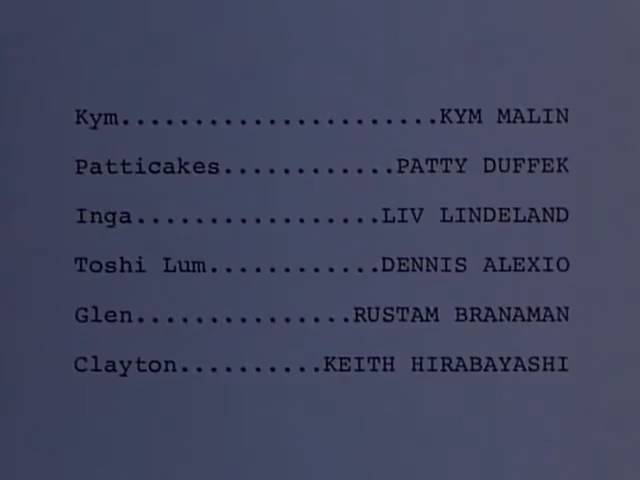 Kym......................KYM MALIN
Patticakes............PATTY DUFFEK
Inga.................LIV LINDELAND
Toshi Lum............DENNIS ALEXIO
Glen...............RUSTAM BRANAMAN
Clayton..........KEITH HIRABAYASHI